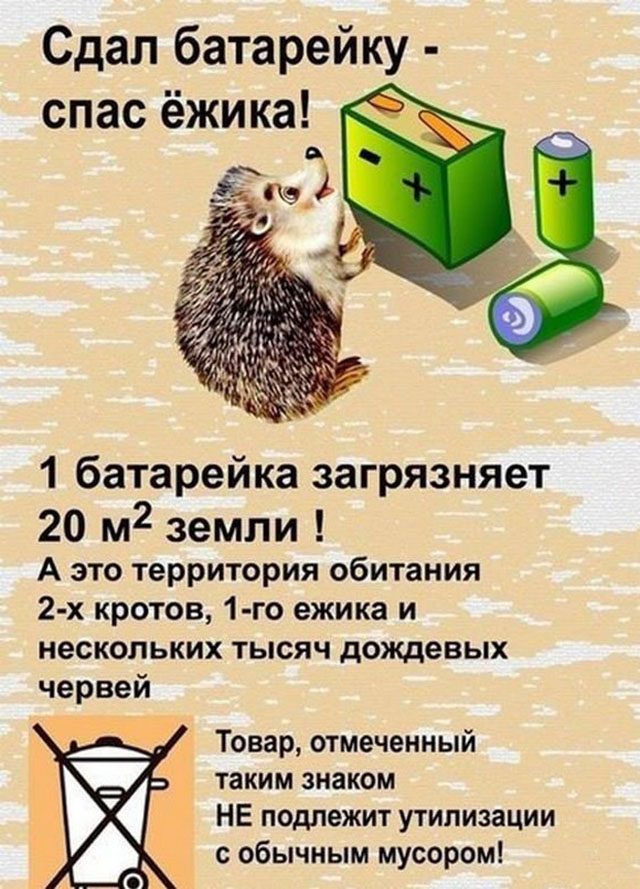 Сдал батарейку -
спас ёжика!
-
+
+
1 батарейка загрязняет
20 м2 земли !
А это территория обитания
2-х кротов, 1-го ежика и
нескольких тысяч дождевых
червей
Товар, отмеченный
таким знаком
НЕ подлежит утилизации
с обычным мусором!